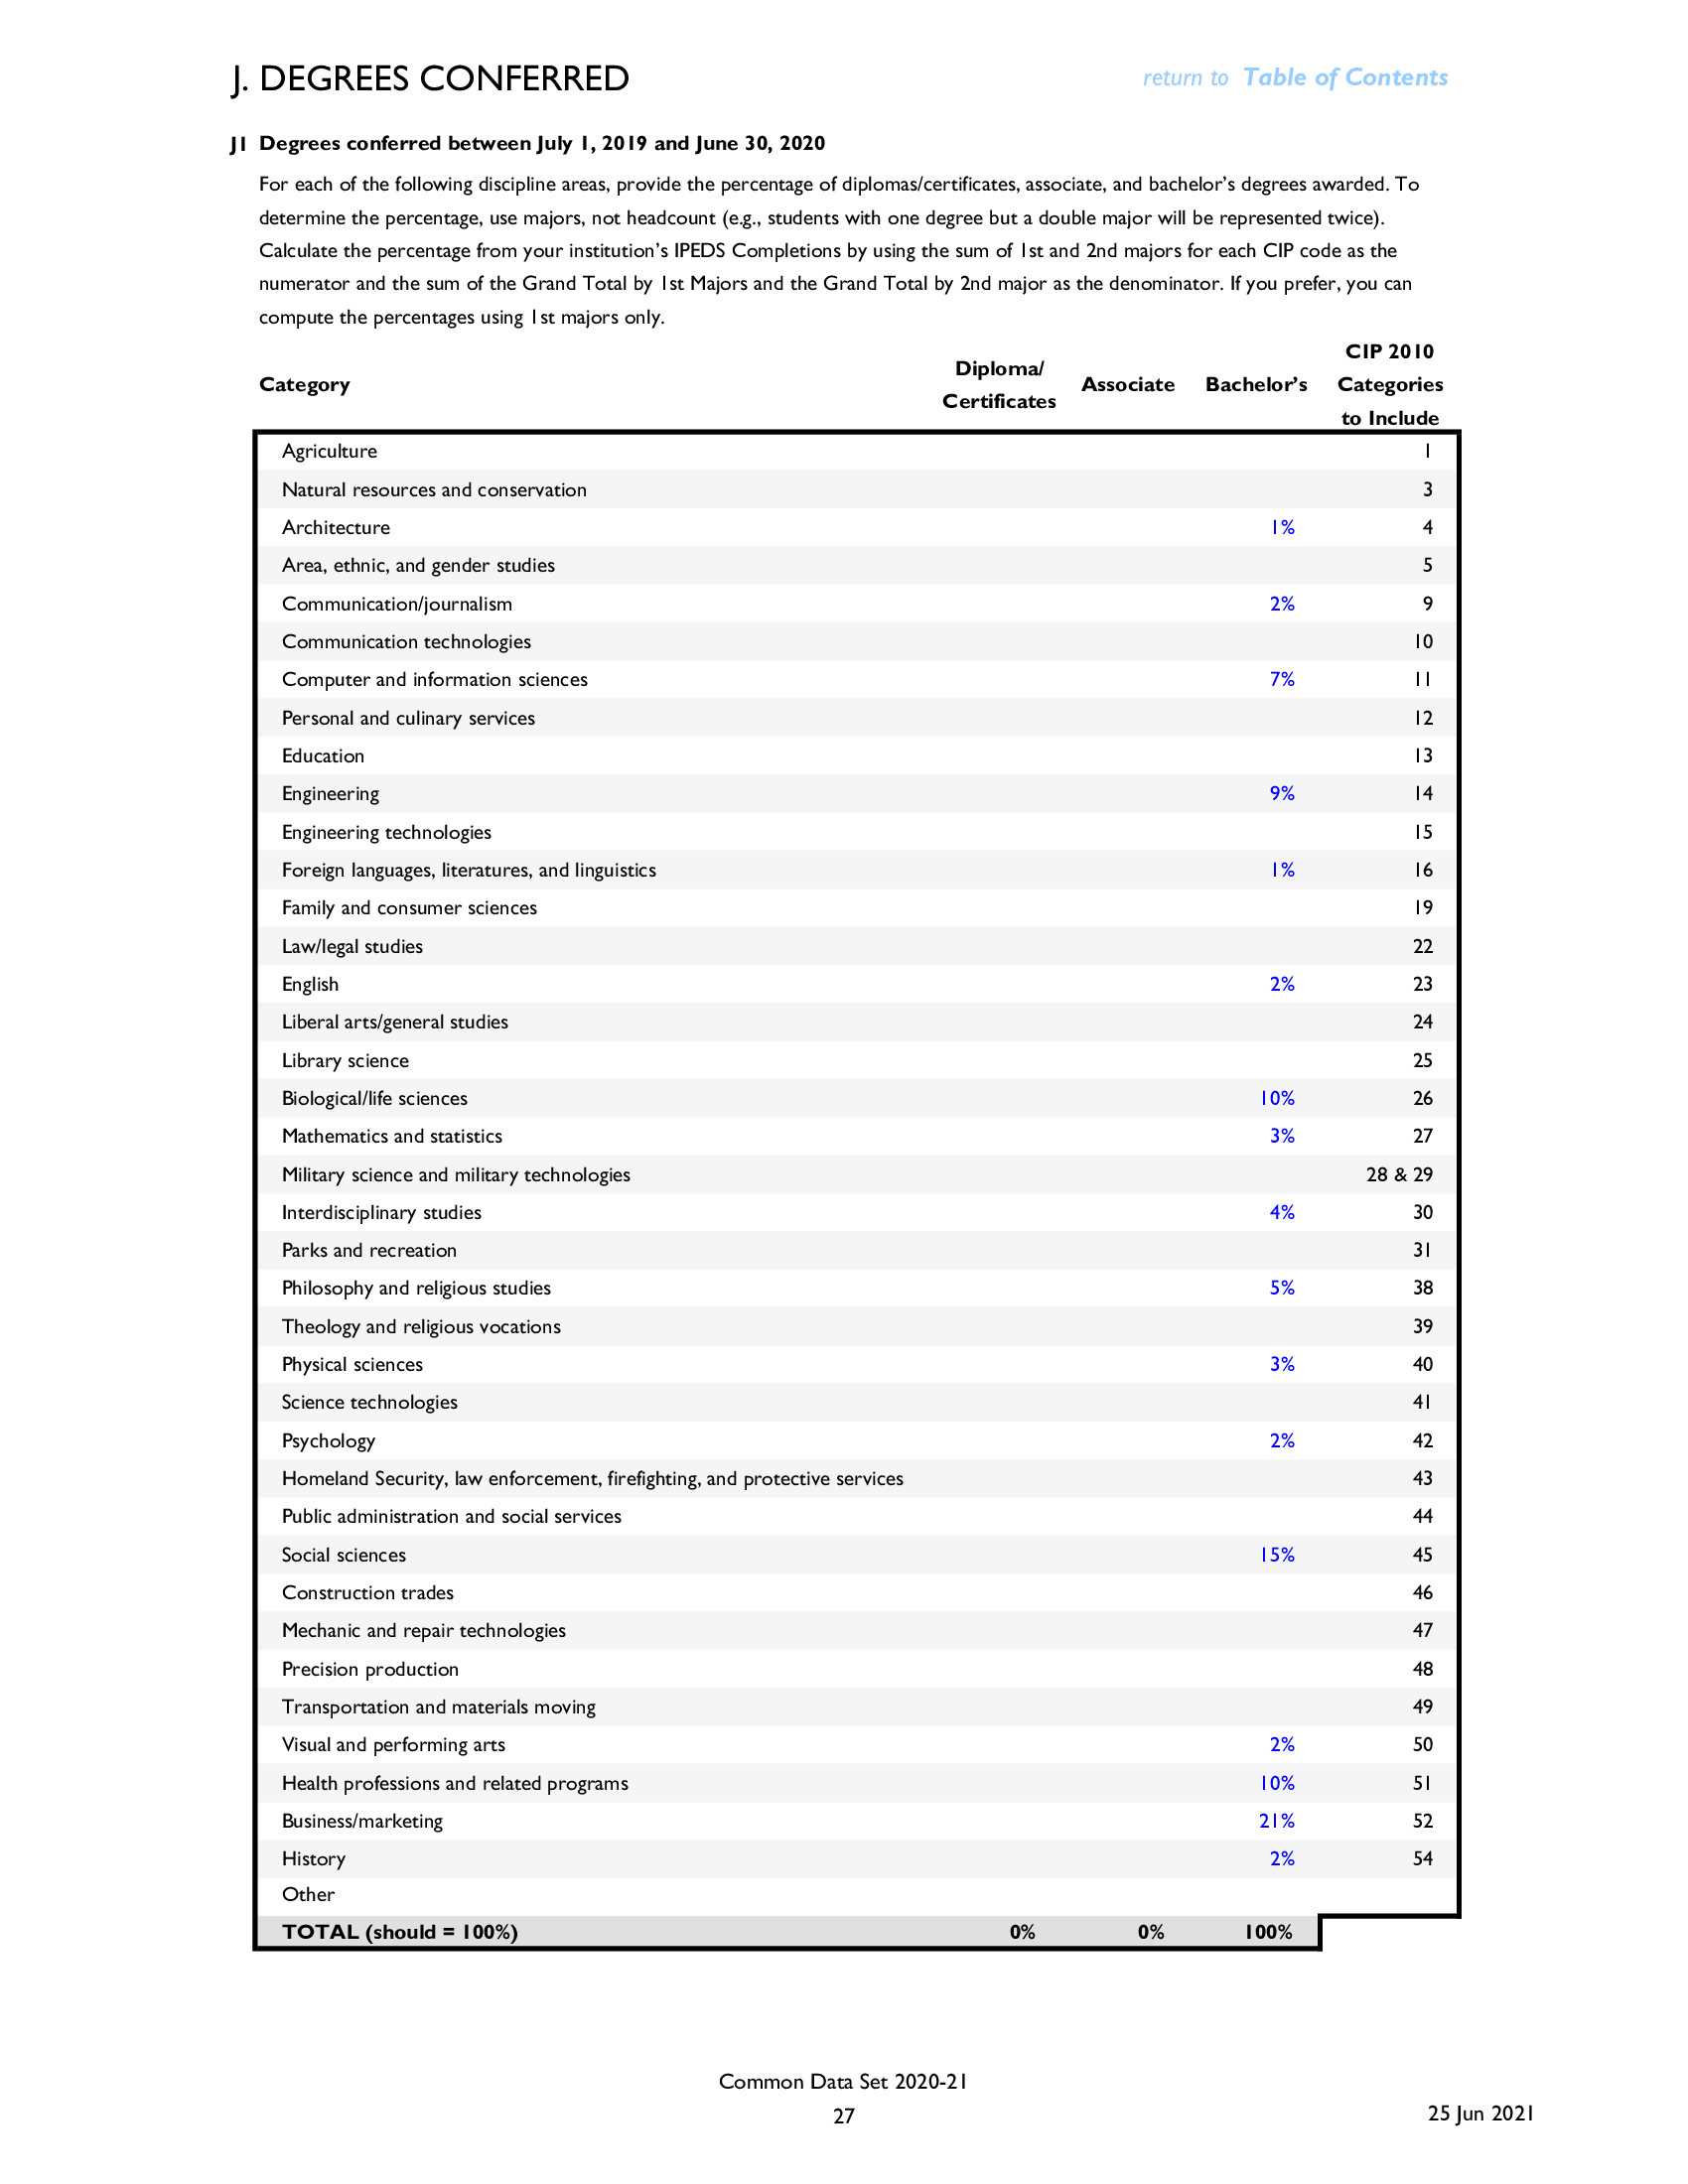 J. DEGREES CONFERRED
return to Table of Contents
J1 Degrees conferred between July 1, 2019 and June 30, 2020
For each of the following discipline areas, provide the percentage of diplomas/certificates, associate, and bachelor’s degrees awarded. To
determine the percentage, use majors, not headcount (e.g., students with one degree but a double major will be represented twice).
Calculate the percentage from your institution’s IPEDS Completions by using the sum of 1st and 2nd majors for each CIP code as the
numerator and the sum of the Grand Total by 1st Majors and the Grand Total by 2nd major as the denominator. If you prefer, you can
compute the percentages using 1st majors only.
Category Diploma/ Certificates Associate Bachelor’s CIP 2010 Categories to Include
Agriculture 1
Natural resources and conservation 3
Architecture 1% 4
Area, ethnic, and gender studies 5
Communication/journalism 2% 9
Communication technologies 10
Computer and information sciences 7% 11
Personal and culinary services 12
Education 13
Engineering 9% 14
Engineering technologies 15
Foreign languages, literatures, and linguistics 1% 16
Family and consumer sciences 19
Law/legal studies 22
English 2% 23
Liberal arts/general studies 24
Library science 25
Biological/life sciences 10% 26
Mathematics and statistics 3% 27
Military science and military technologies 28 & 29
Interdisciplinary studies 4% 30
Parks and recreation 31
Philosophy and religious studies 5% 38
Theology and religious vocations 39
Physical sciences 3% 40
Science technologies 41
Psychology 2% 42
Homeland Security, law enforcement, firefighting, and protective services 43
Public administration and social services 44
Social sciences 15% 45
Construction trades 46
Mechanic and repair technologies 47
Precision production 48
Transportation and materials moving 49
Visual and performing arts 2% 50
Health professions and related programs 10% 51
Business/marketing 21% 52
History 2% 54
Other
TOTAL (should = 100%) 0% 0% 100%
Common Data Set 2020-21
27
25 Jun 2021